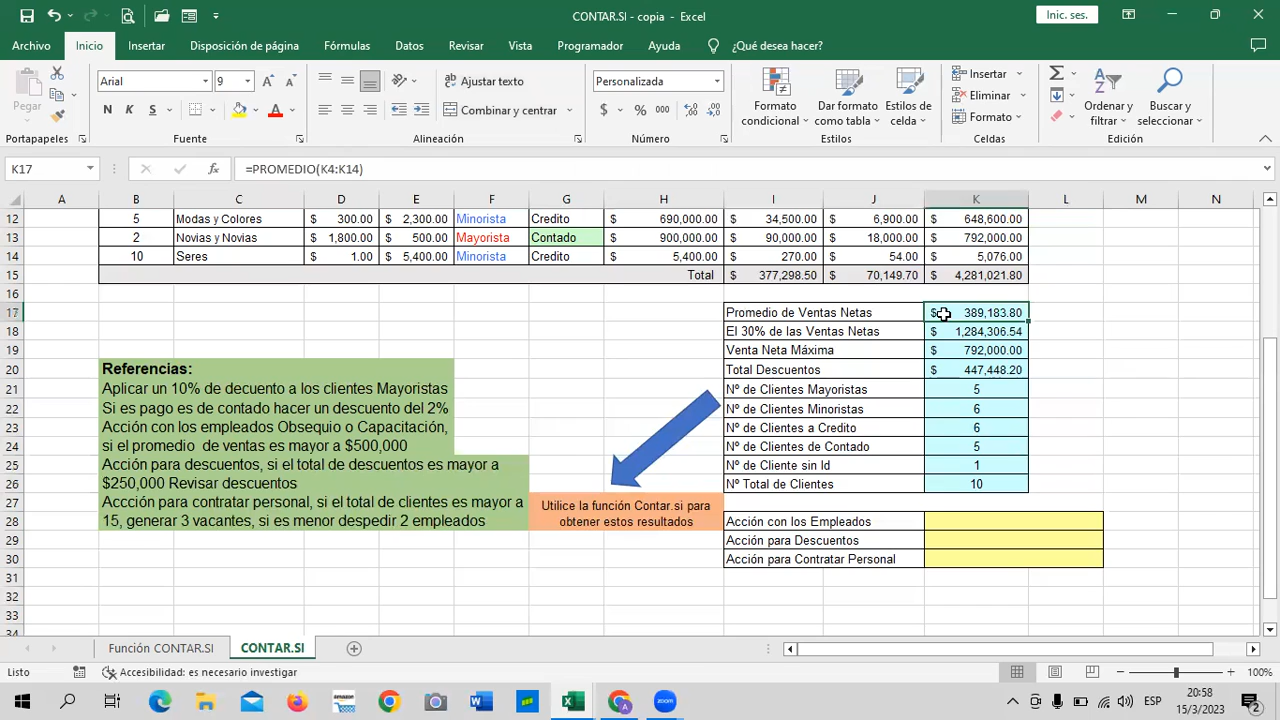 CONTAR.SI - copia - Excel
Inic. ses.
Archivo Inicio Insertar Disposición de página Fórmulas Datos Revisar Vista Programador Ayuda ¿Qué desea hacer?
Pegar
Arial 9
N K S
Ajustar texto
Combinar y centrar
Personalizada
$ % 000
Formato condicional
Dar formato como tabla
Estilos de celda
Insertar
Eliminar
Formato
Ordenar y filtrar
Buscar y seleccionar
Portapapeles Fuente Alineación Número Estilos Celdas Edición
K17 fx =PROMEDIO(K4:K14)
A B C D E F G H I J K L M N
12 5 Modas y Colores $ 300.00 $ 2,300.00 Minorista Credito $ 690,000.00 $ 34,500.00 $ 6,900.00 $ 648,600.00
13 2 Novias y Novias $ 1,800.00 $ 500.00 Mayorista Contado $ 900,000.00 $ 90,000.00 $ 18,000.00 $ 792,000.00
14 10 Seres $ 1.00 $ 5,400.00 Minorista Credito $ 5,400.00 $ 270.00 $ 54.00 $ 5,076.00
15 Total $ 377,298.50 $ 70,149.70 $ 4,281,021.80
16
17 Promedio de Ventas Netas $ 389,183.80
18 El 30% de las Ventas Netas $ 1,284,306.54
19 Venta Neta Máxima $ 792,000.00
20 Referencias: Total Descuentos $ 447,448.20
21 Aplicar un 10% de decuento a los clientes Mayoristas Nº de Clientes Mayoristas 5
22 Si es pago es de contado hacer un descuento del 2% Nº de Clientes Minoristas 6
23 Acción con los empleados Obsequio o Capacitación, Nº de Clientes a Credito 6
24 si el promedio de ventas es mayor a $500,000 Nº de Clientes de Contado 5
25 Acción para descuentos, si el total de descuentos es mayor a Nº de Cliente sin Id 1
26 $250,000 Revisar descuentos Nº Total de Clientes 10
27 Accción para contratar personal, si el total de clientes es mayor a
28 15, generar 3 vacantes, si es menor despedir 2 empleados
Utilice la función Contar.si para
obtener estos resultados
Acción con los Empleados
29 Acción para Descuentos
30 Acción para Contratar Personal
31
32
33
34
Función CONTAR.SI CONTAR.SI
Listo Accesibilidad: es necesario investigar 100%
amazon
zoom
ESP
20:58
15/3/2023
2